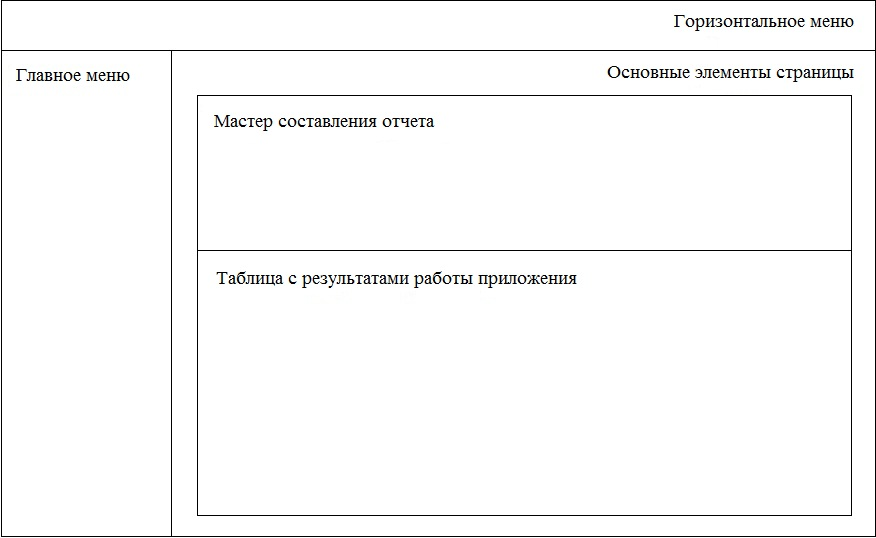 Горизонтальное меню
Главное меню
Основные элементы страницы
Мастер составления отчета
Таблица с результатами работы приложения